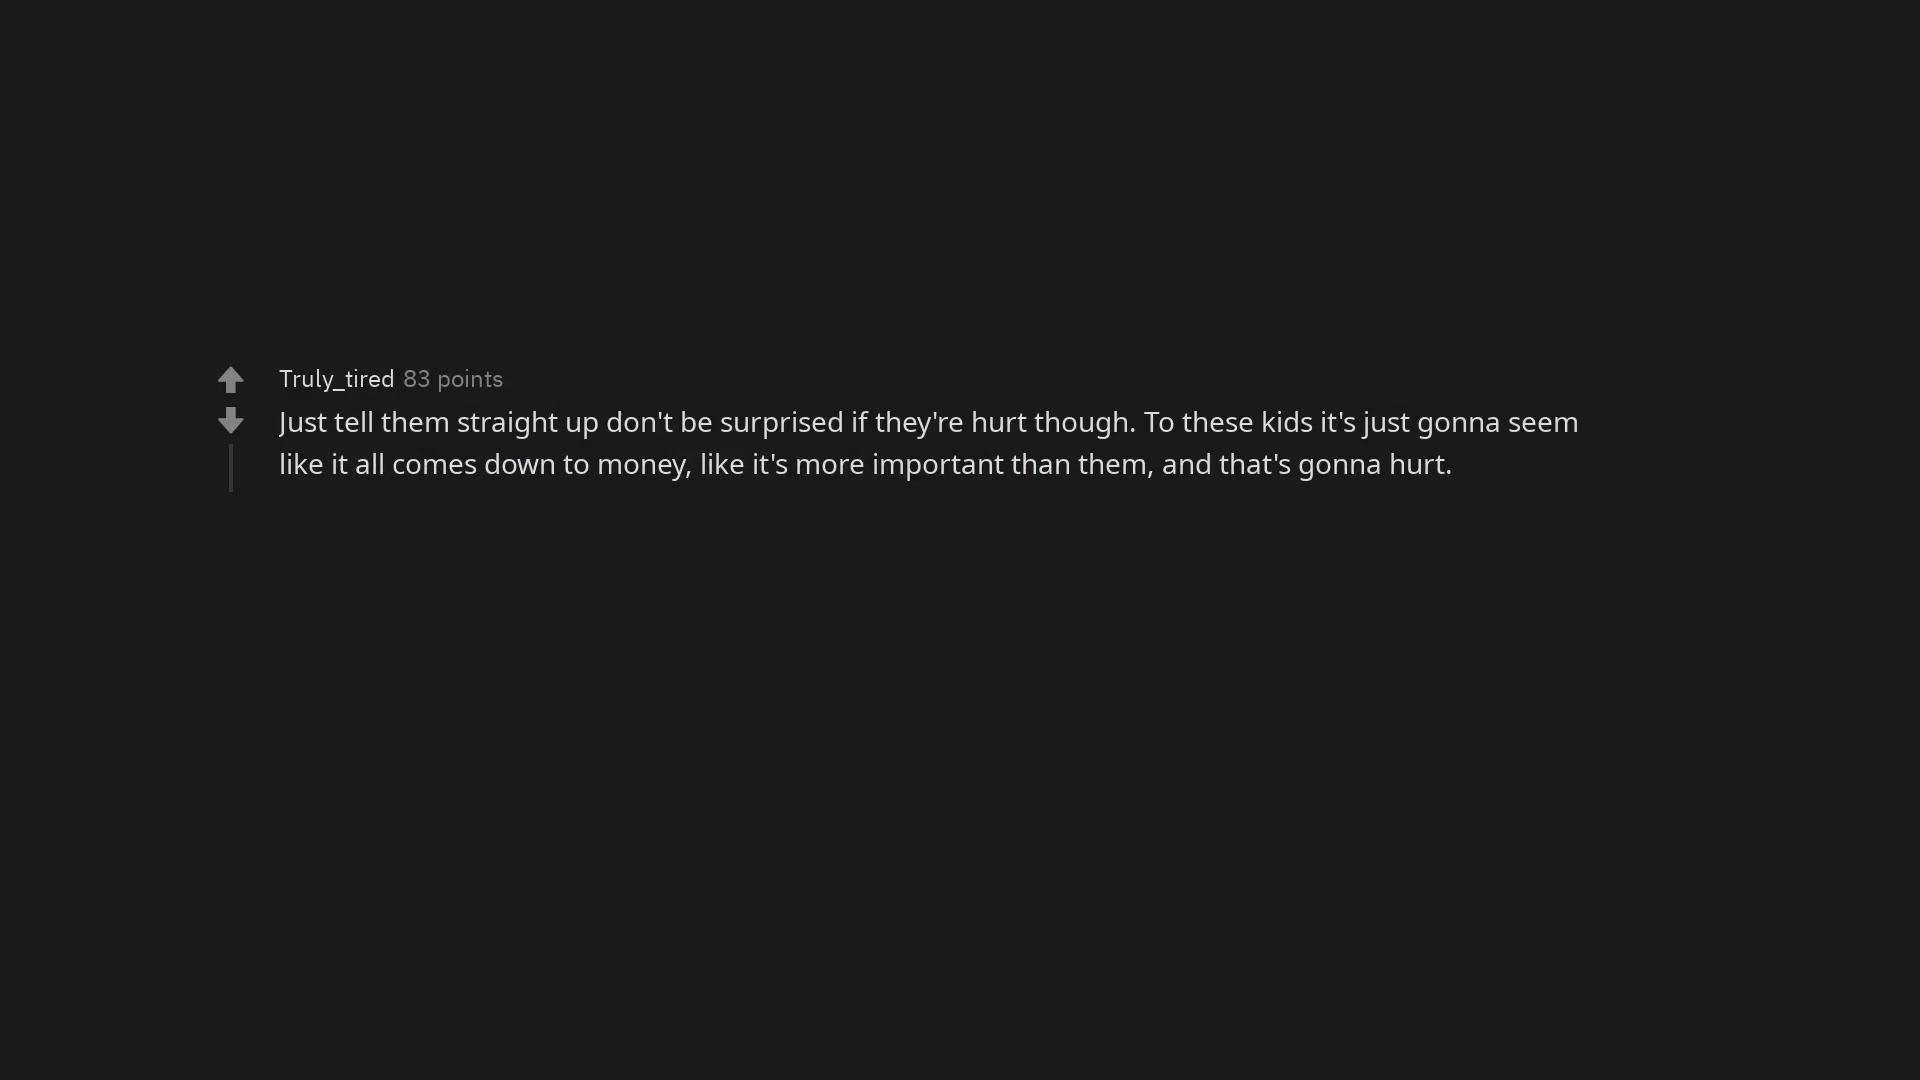 Truly_tired 83 points
Just tell them straight up don't be surprised if they're hurt though. To these kids it's just gonna seem
like it all comes down to money, like it's more important than them, and that's gonna hurt.